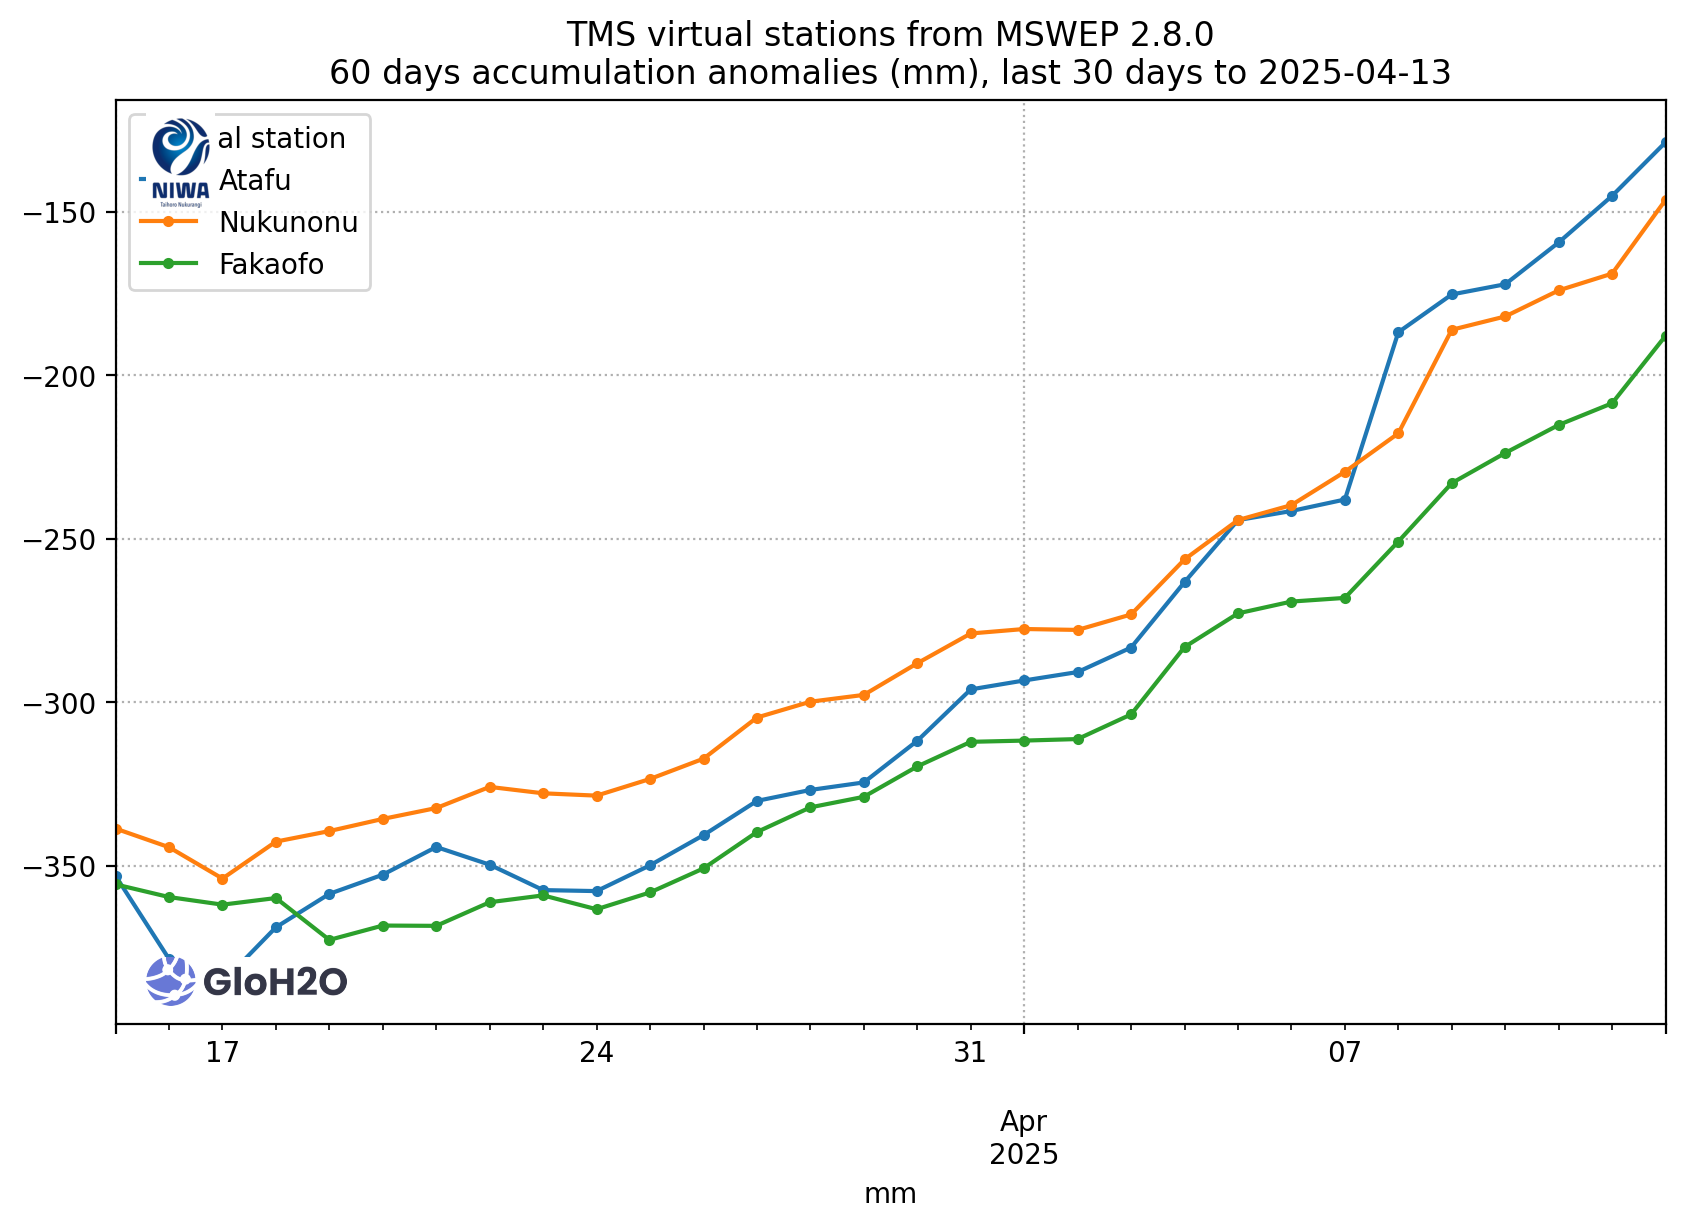 TMS virtual stations from MSWEP 2.8.0
60 days accumulation anomalies (mm), last 30 days to 2025-04-13
al station
Atafu
NIWA
Taihoro Nukurangi
Nukunonu
Fakaofo
−150
−200
−250
−300
−350
GloH2O
17 24 31 07
Apr
2025
mm